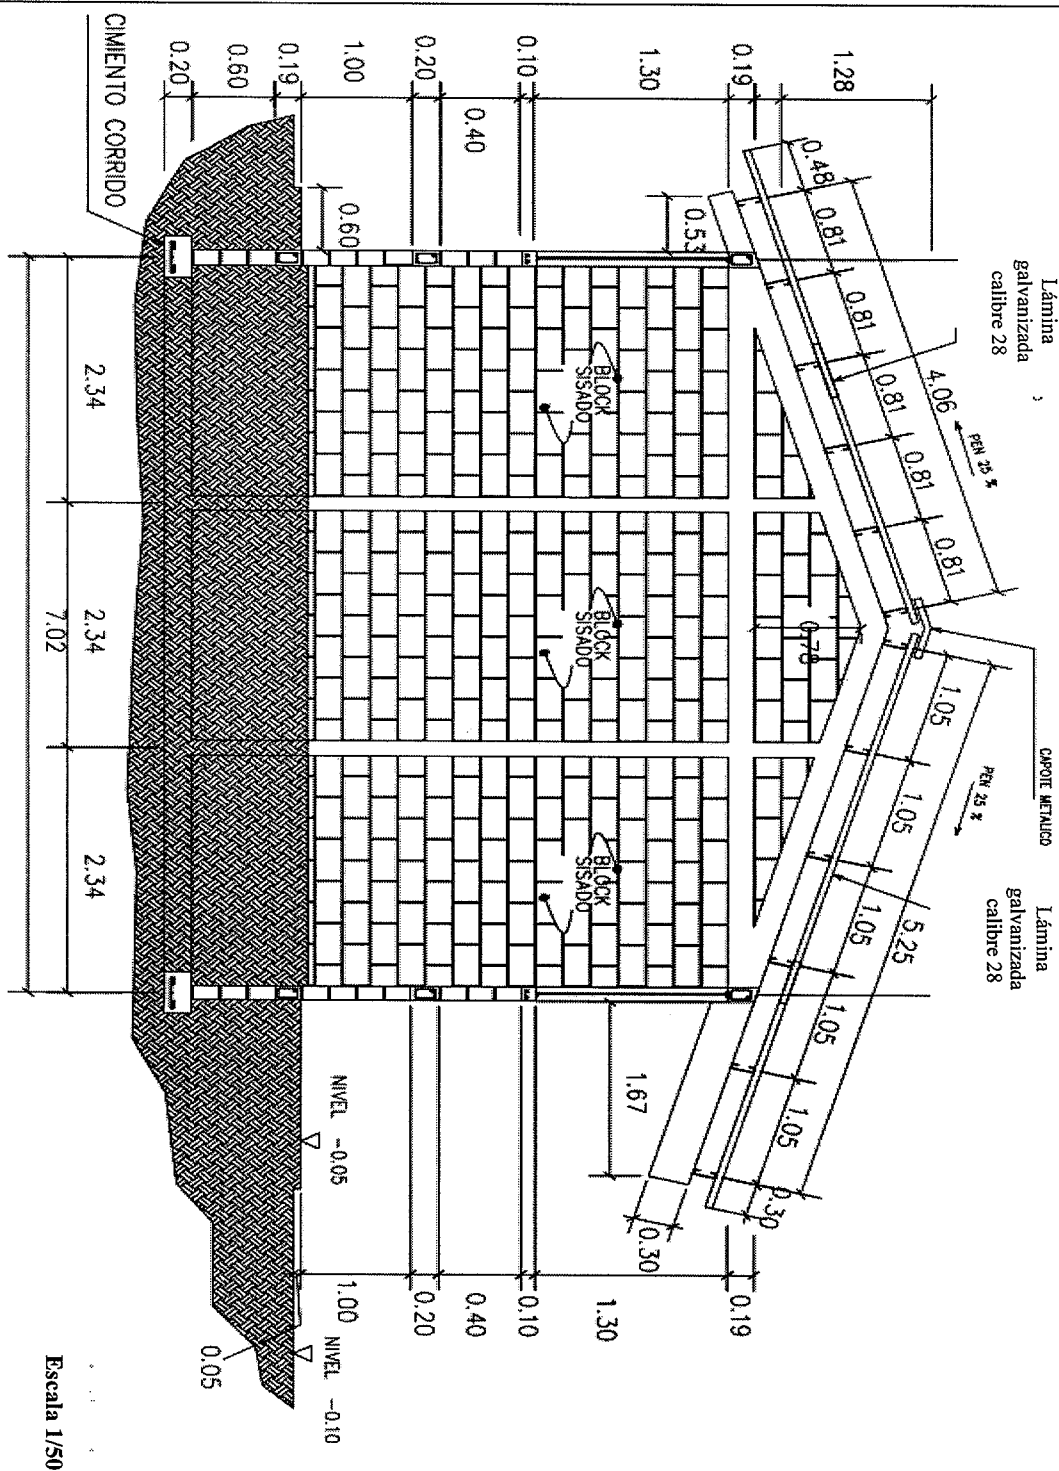 Lámina
galvanizada
calibre 28
CAPOTE METALICO
Lámina
galvanizada
calibre 28
PEN 25 %
PEN 25 %
4.06
5.25
0.48
0.81
0.81
0.81
0.81
0.81
1.05
1.05
1.05
1.05
1.05
0.30
0.30
1.28
0.19
1.30
0.10
0.40
0.20
1.00
0.19
0.60
0.20
0.53
0.60
0.78
1.67
BLOCK
SISADO
BLOCK
SISADO
BLOCK
SISADO
0.19
1.30
0.10
0.40
0.20
1.00
NIVEL -0.05
NIVEL -0.10
0.05
CIMIENTO CORRIDO
2.34
2.34
2.34
7.02
Escala 1/50